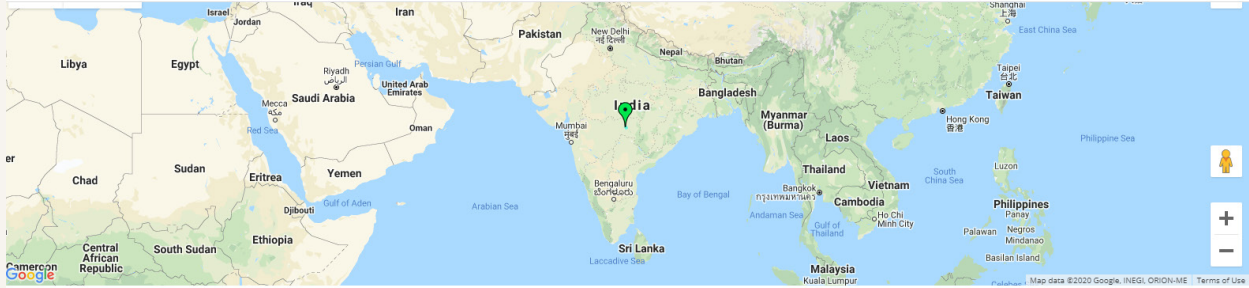 Israel
Iraq
Iran
Jordan
Shanghai
上海
East China Sea
Pakistan
New Delhi
नई दिल्ली
Nepal
Bhutan
Libya
Egypt
Persian Gulf
Riyadh
الرياض
United Arab
Emirates
Taipei
台北
Taiwan
Saudi Arabia
Mecca
مكة
India
Bangladesh
Oman
Mumbai
मुंबई
Myanmar
(Burma)
Hong Kong
香港
Red Sea
Laos
Philippine Sea
Sudan
Yemen
Eritrea
Chad
Thailand
South
China Sea
Luzon
Bengaluru
ಬೆಂಗಳೂರು
Bangkok
กรุงเทพมหานคร
Vietnam
Gulf of Aden
Djibouti
Arabian Sea
Bay of Bengal
Cambodia
Philippines
Andaman Sea
Panay
Ho Chi
Minh City
Gulf of
Thailand
Negros
Palawan
Mindanao
Ethiopia
South Sudan
Central
African
Republic
Sri Lanka
Laccadive Sea
Basilan Island
Cameroon
Malaysia
Kuala Lumpur
Google
Map data ©2020 Google, INEGI, ORION-ME
Terms of Use